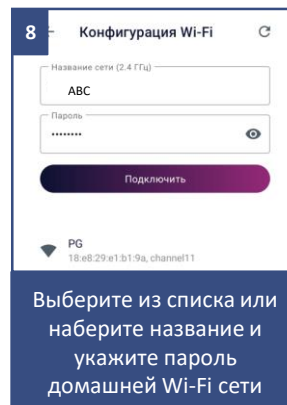 8
Конфигурация Wi-Fi
Название сети (2.4 ГГц)
ABC
Пароль
••••••••
Подключить
PG
18:e8:29:e1:b1:9a, channel11
Выберите из списка или
наберите название и
укажите пароль
домашней Wi-Fi сети